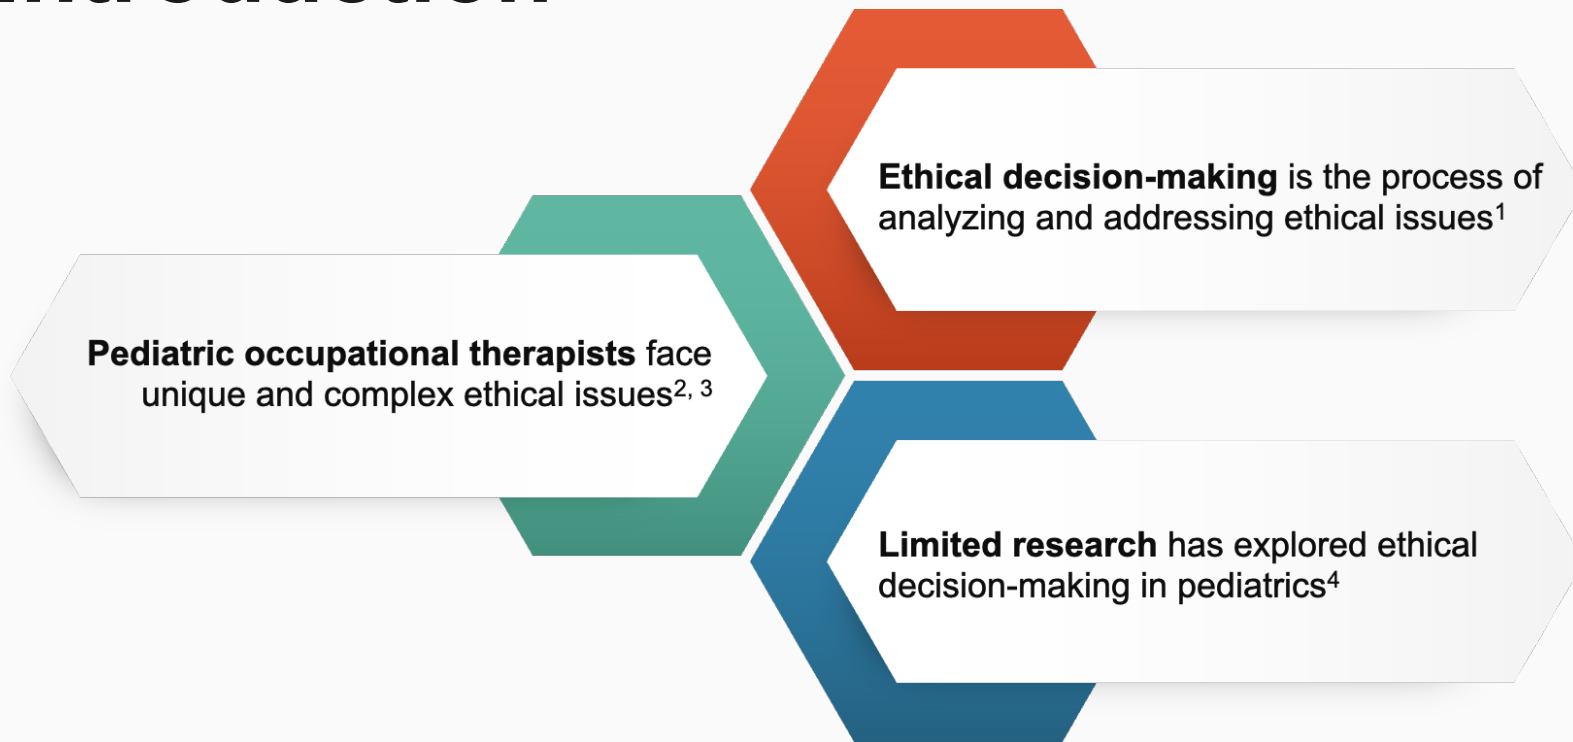 Introduction
Ethical decision-making is the process of
analyzing and addressing ethical issues¹
Pediatric occupational therapists face
unique and complex ethical issues²˒ ³
Limited research has explored ethical
decision-making in pediatrics⁴